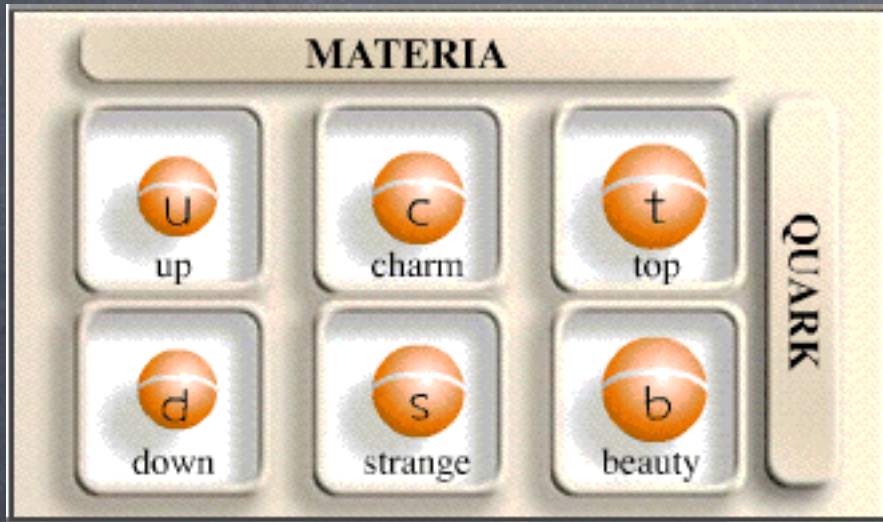 MATERIA
u
c
t
up
charm
top
QUARK
d
s
b
down
strange
beauty